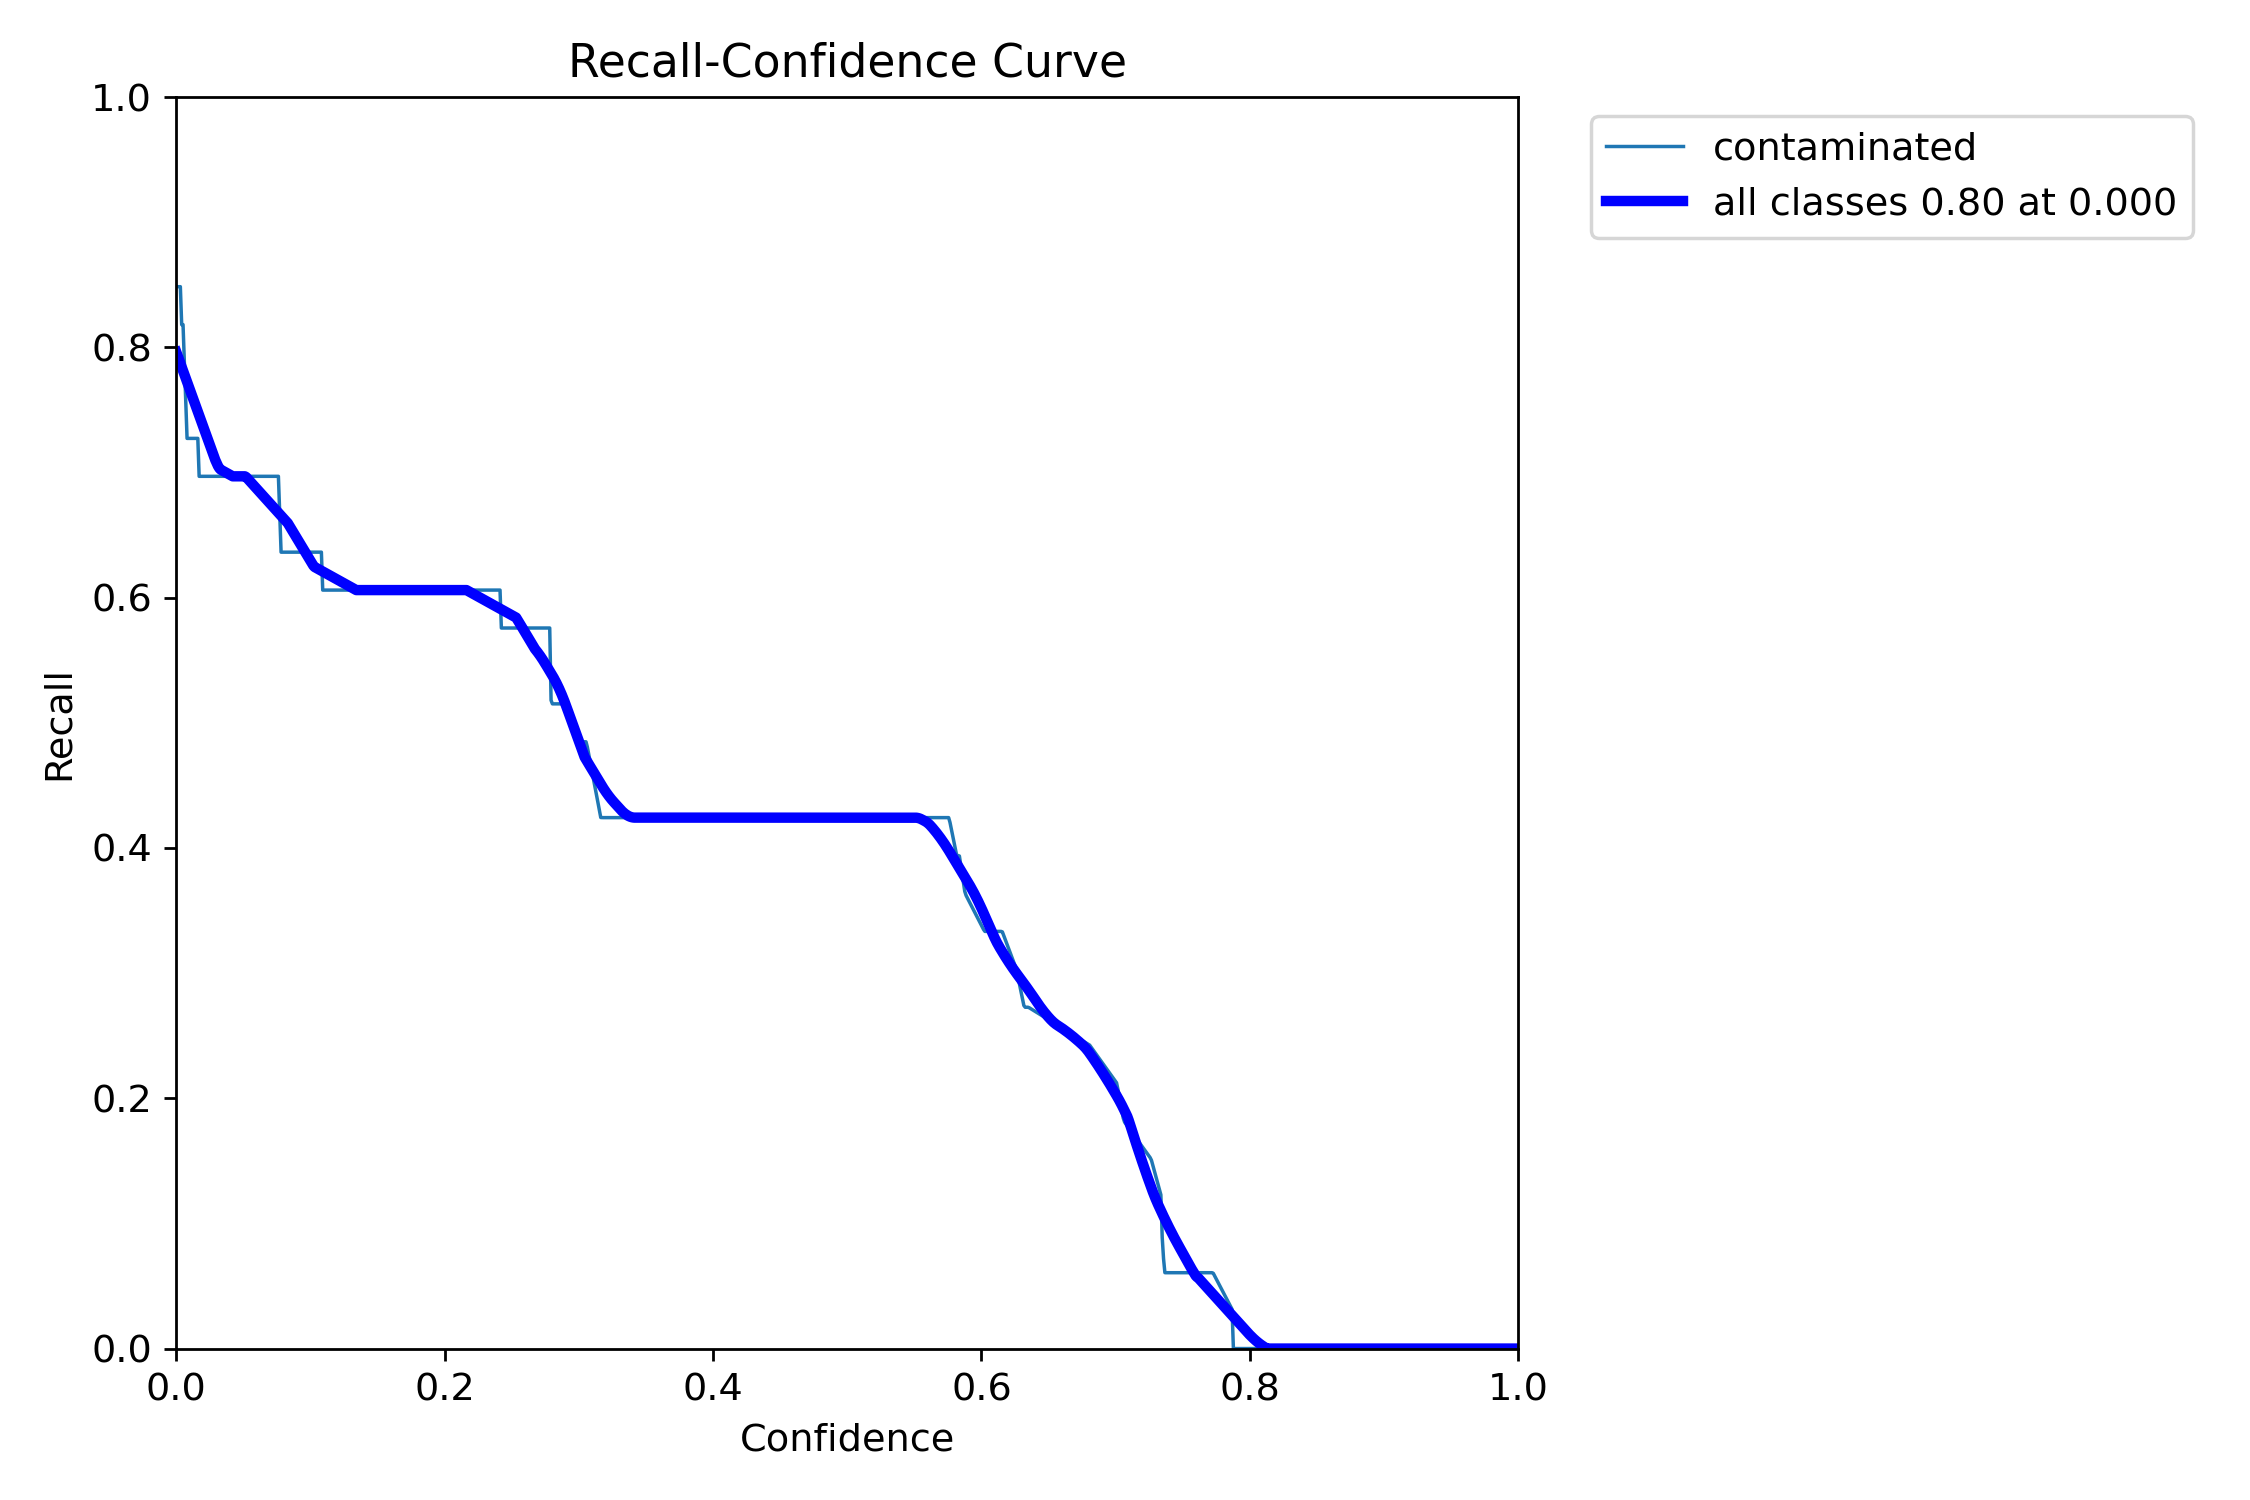 Recall-Confidence Curve
contaminated
all classes 0.80 at 0.000
Recall
1.0
0.8
0.6
0.4
0.2
0.0
0.0 0.2 0.4 0.6 0.8 1.0
Confidence